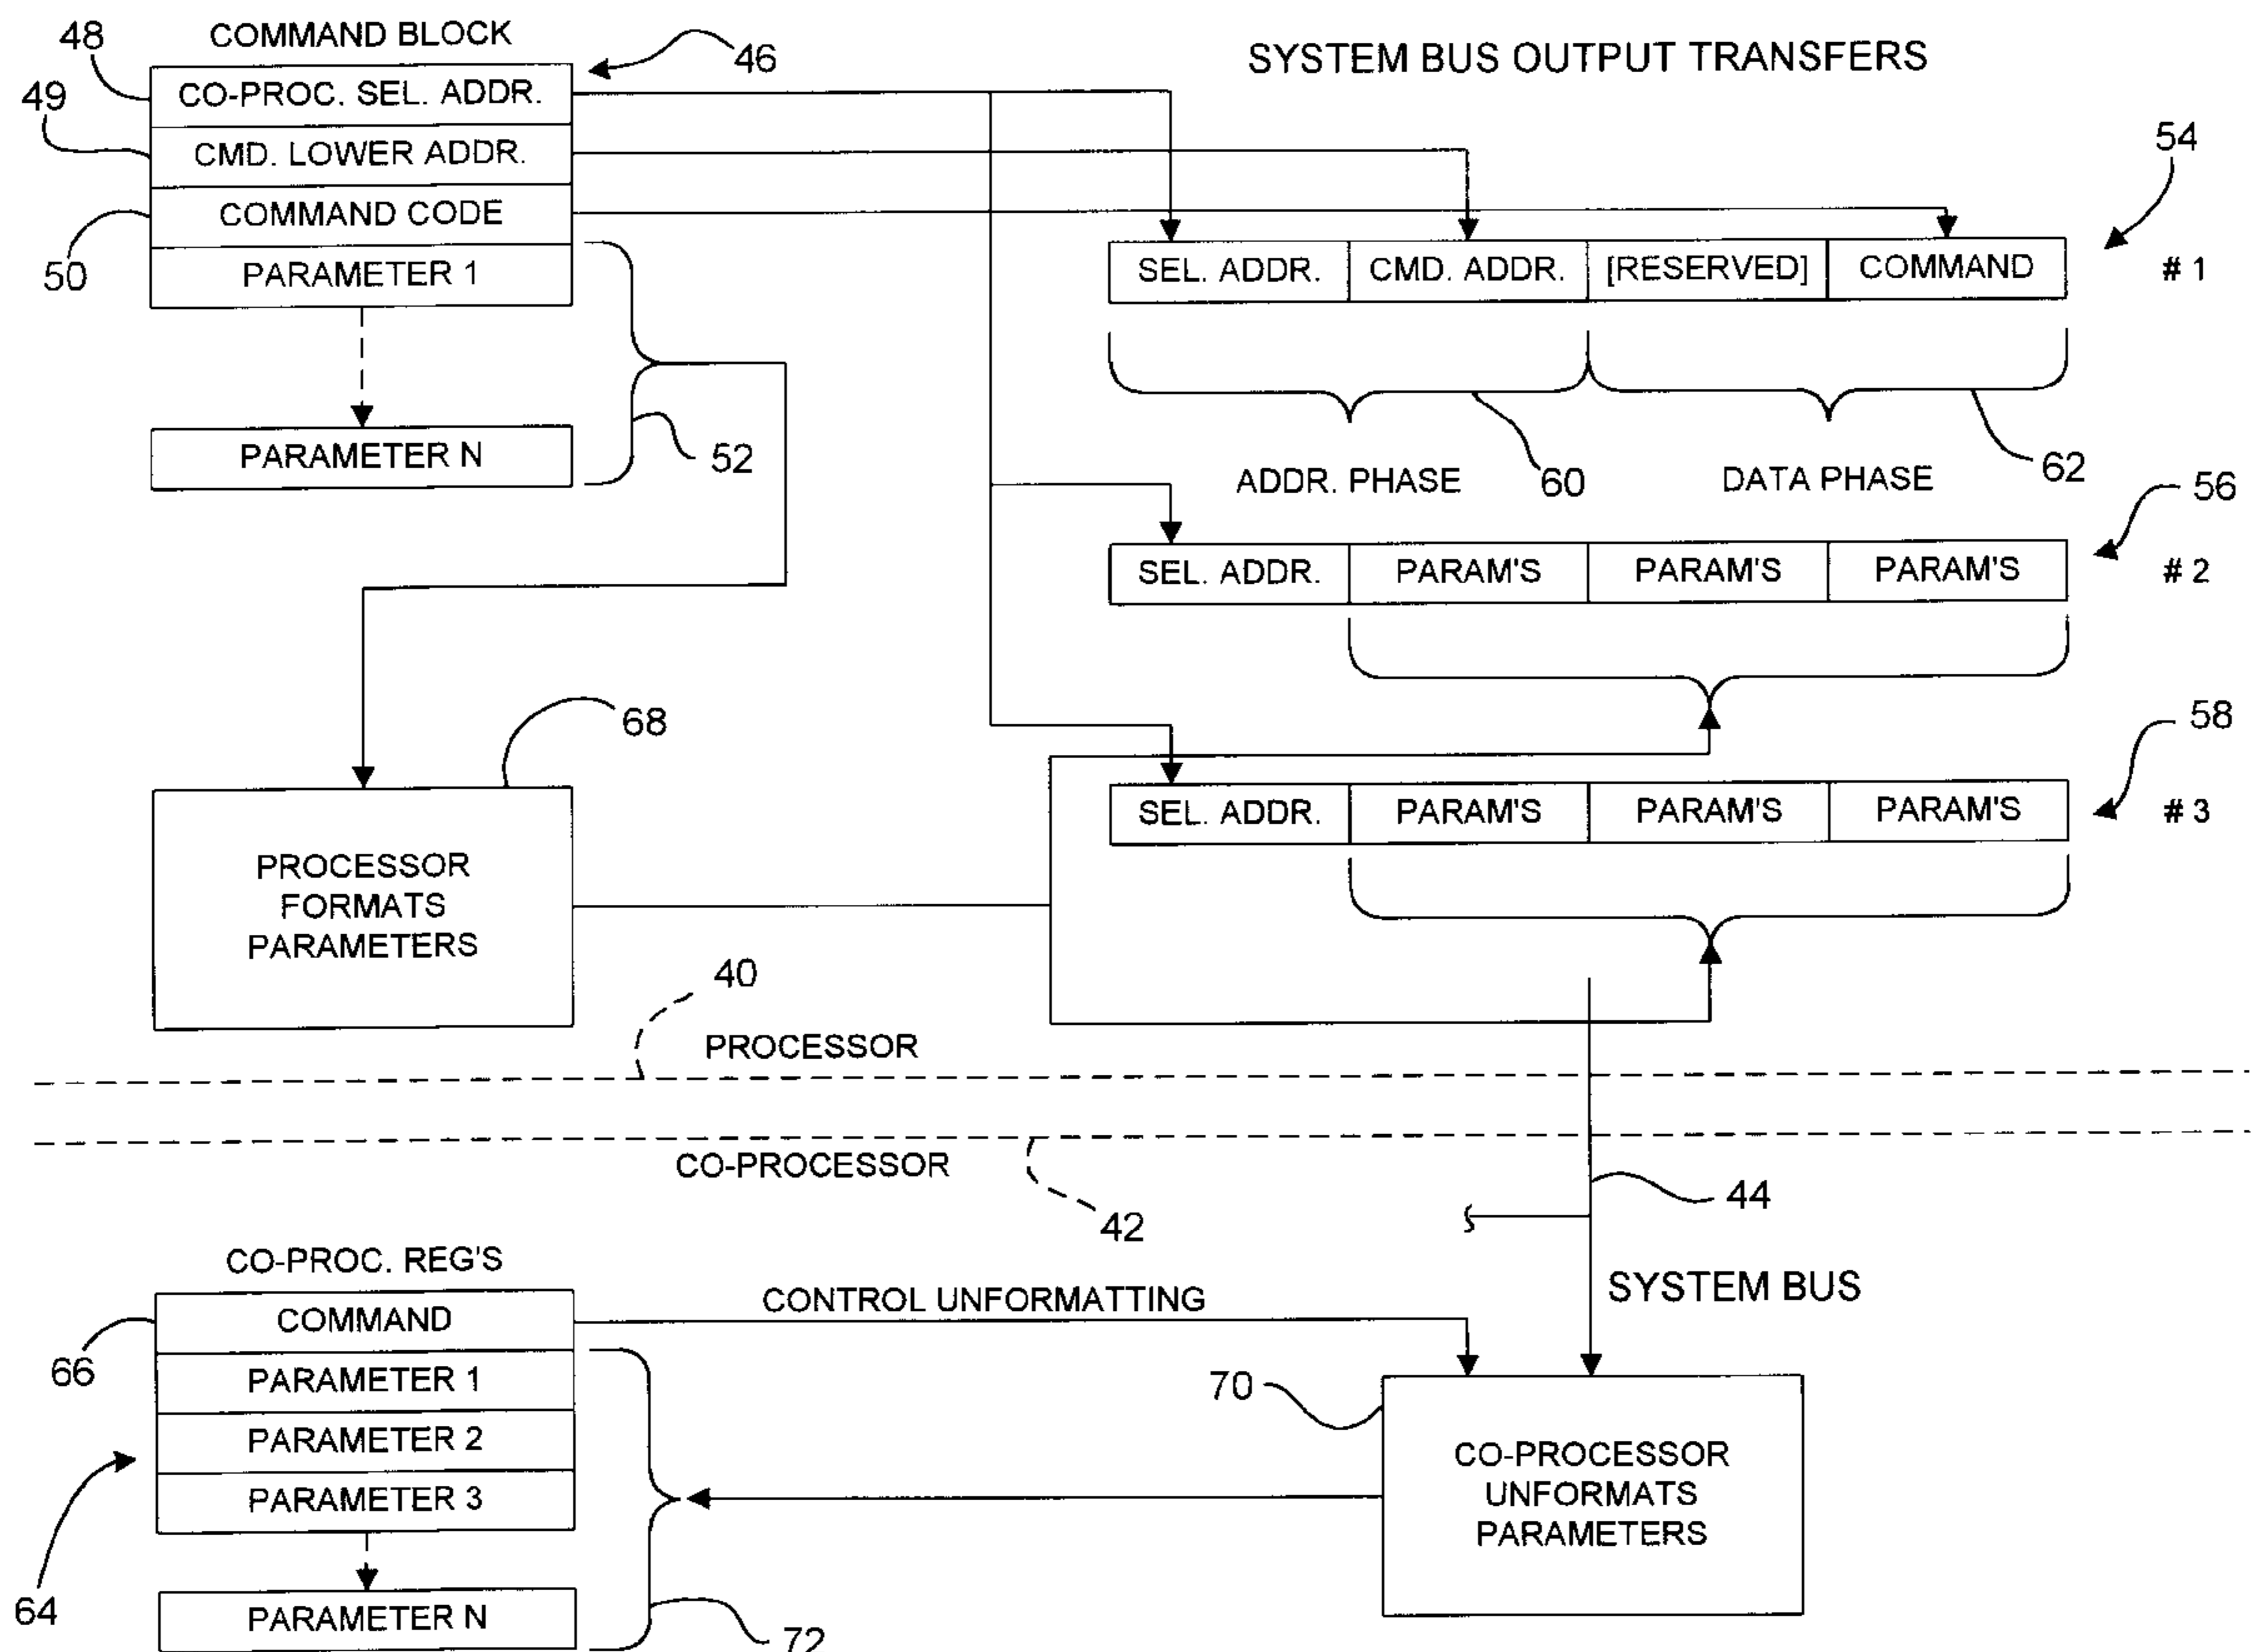 COMMAND BLOCK
48
46
SYSTEM BUS OUTPUT TRANSFERS
49
CO-PROC. SEL. ADDR.
CMD. LOWER ADDR.
54
COMMAND CODE
50
PARAMETER 1
SEL. ADDR.
CMD. ADDR.
[RESERVED]
COMMAND
# 1
PARAMETER N
52
ADDR. PHASE
60
DATA PHASE
62
56
SEL. ADDR.
PARAM'S
PARAM'S
PARAM'S
# 2
68
58
SEL. ADDR.
PARAM'S
PARAM'S
PARAM'S
# 3
PROCESSOR
FORMATS
PARAMETERS
40
PROCESSOR
CO-PROCESSOR
42
44
CO-PROC. REG'S
SYSTEM BUS
CONTROL UNFORMATTING
COMMAND
66
PARAMETER 1
70
PARAMETER 2
PARAMETER 3
64
PARAMETER N
72
CO-PROCESSOR
UNFORMATS
PARAMETERS